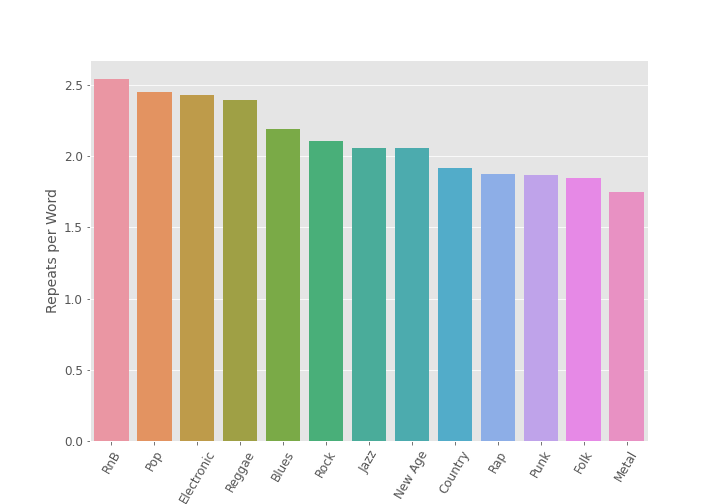 Repeats per Word
2.5
2.0
1.5
1.0
0.5
0.0
RnB
Pop
Electronic
Reggae
Blues
Rock
Jazz
New Age
Country
Rap
Punk
Folk
Metal